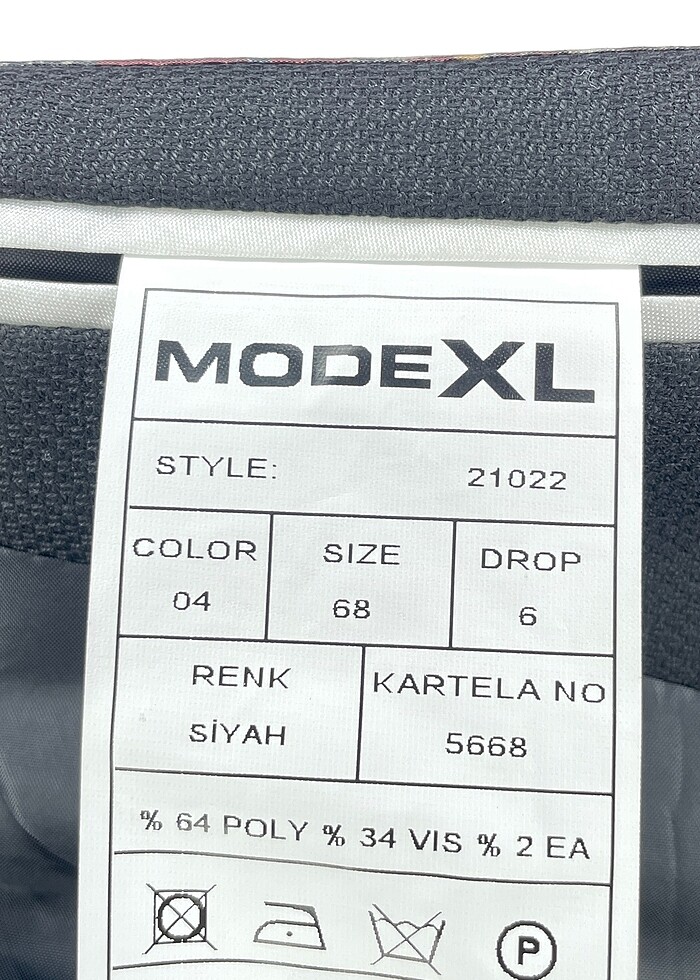 MODEXL
STYLE: 21022
COLOR SIZE DROP
04 68 6
RENK KARTELA NO
SİYAH 5668
% 64 POLY % 34 VIS % 2 EA
P